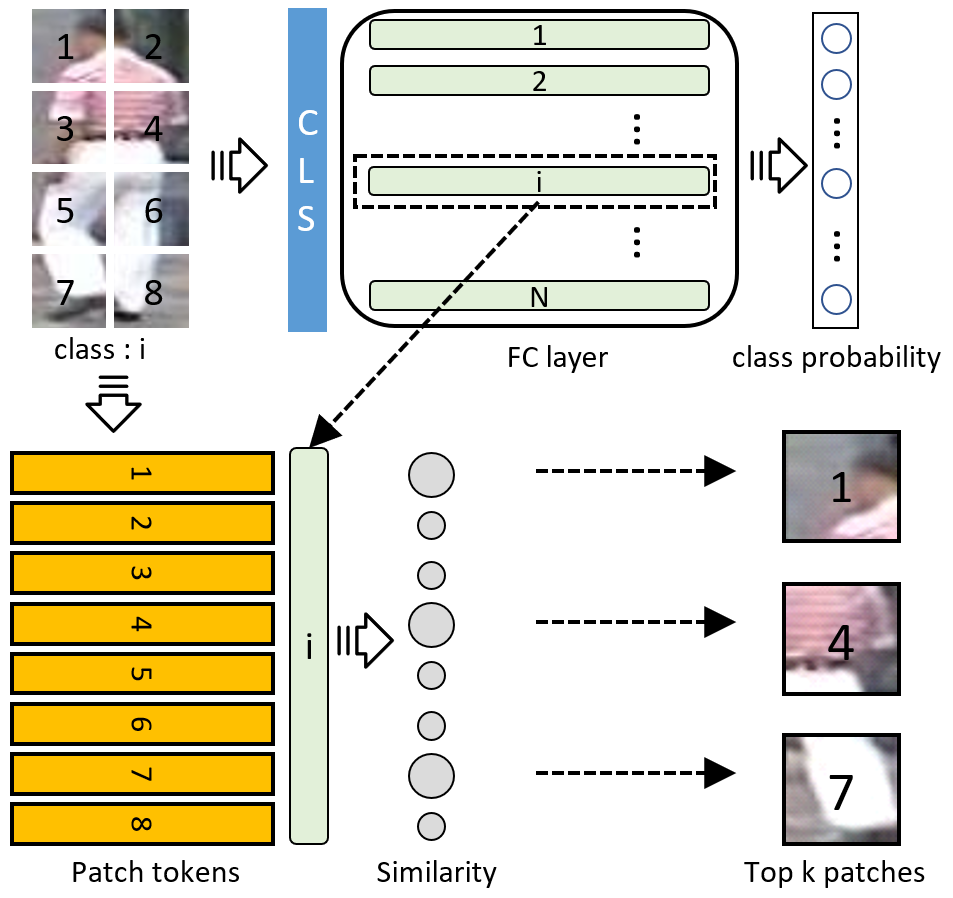 1 2
3 4
5 6
7 8
class : i
C
L
S
1
2
i
N
FC layer
class probability
1
2
3
4
5
6
7
8
Patch tokens
i
Similarity
1
4
7
Top k patches